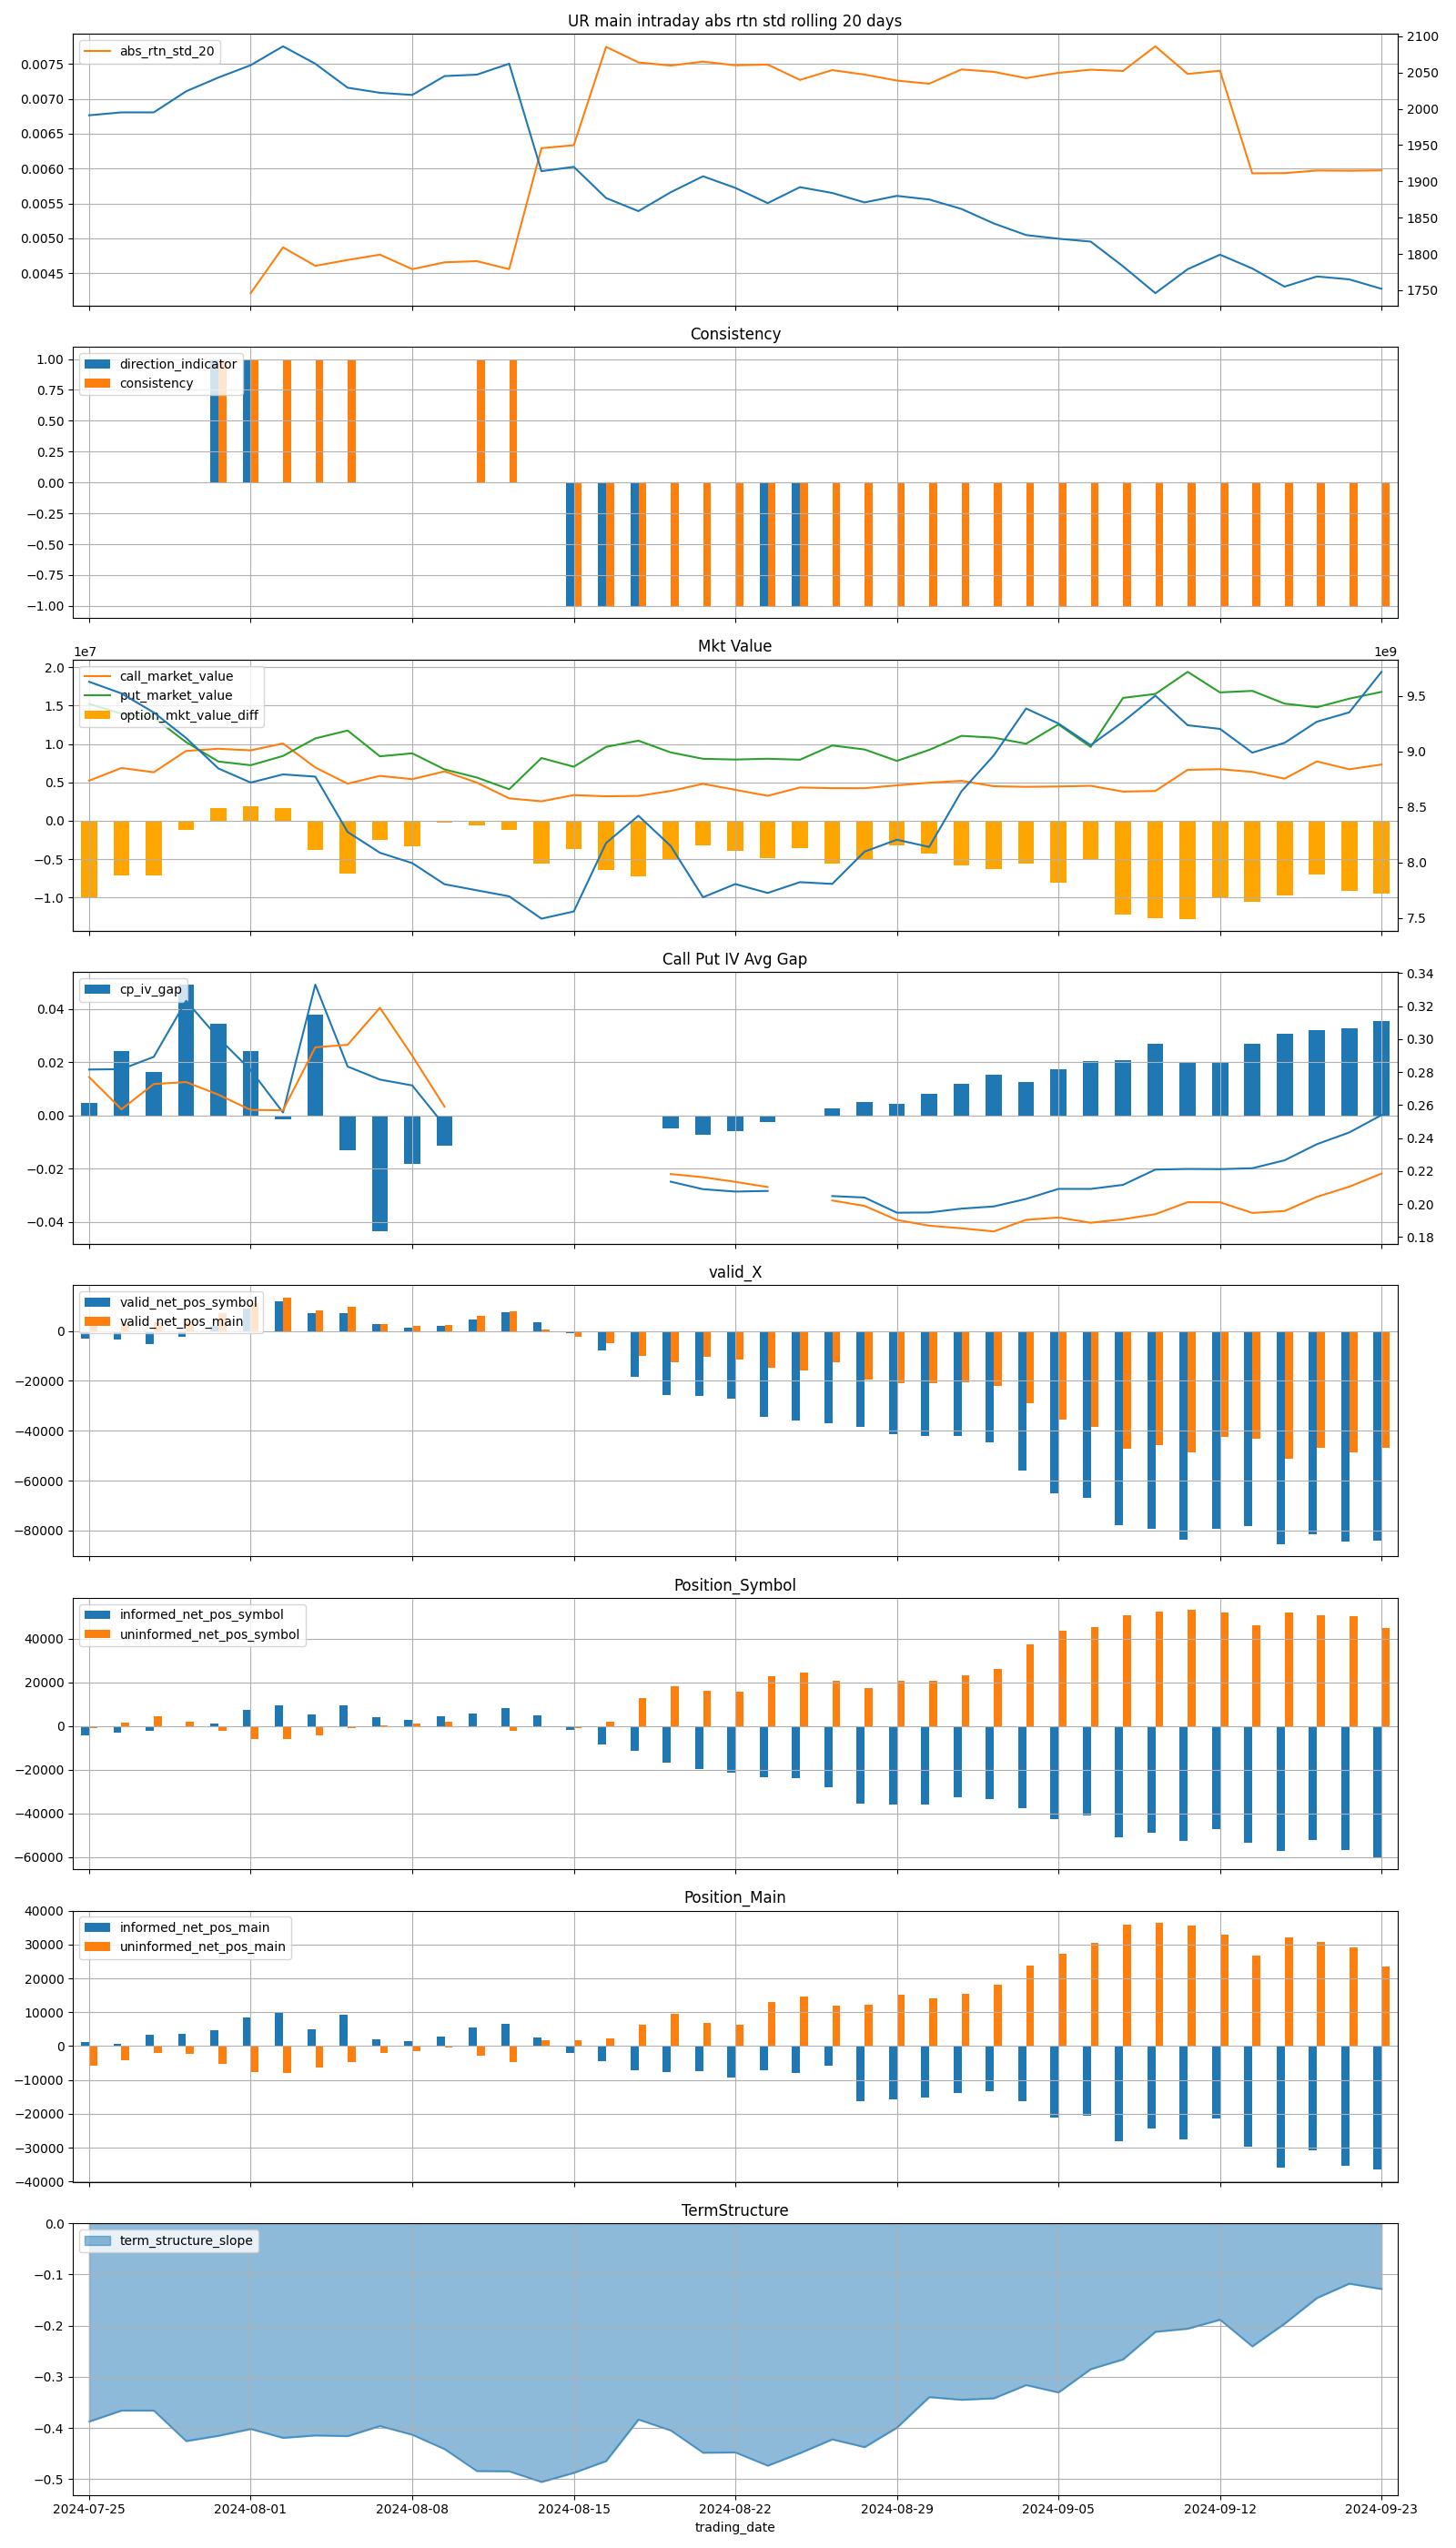 UR main intraday abs rtn std rolling 20 days
abs_rtn_std_20
0.0075
0.0070
0.0065
0.0060
0.0055
0.0050
0.0045
2100
2050
2000
1950
1900
1850
1800
1750
Consistency
direction_indicator
consistency
1.00
0.75
0.50
0.25
0.00
−0.25
−0.50
−0.75
−1.00
Mkt Value
1e7
1e9
call_market_value
put_market_value
option_mkt_value_diff
2.0
1.5
1.0
0.5
0.0
−0.5
−1.0
9.5
9.0
8.5
8.0
7.5
Call Put IV Avg Gap
cp_iv_gap
0.04
0.02
0.00
−0.02
−0.04
0.34
0.32
0.30
0.28
0.26
0.24
0.22
0.20
0.18
valid_X
valid_net_pos_symbol
valid_net_pos_main
0
−20000
−40000
−60000
−80000
Position_Symbol
informed_net_pos_symbol
uninformed_net_pos_symbol
40000
20000
0
−20000
−40000
−60000
Position_Main
informed_net_pos_main
uninformed_net_pos_main
40000
30000
20000
10000
0
−10000
−20000
−30000
−40000
TermStructure
term_structure_slope
0.0
−0.1
−0.2
−0.3
−0.4
−0.5
2024-07-25 2024-08-01 2024-08-08 2024-08-15 2024-08-22 2024-08-29 2024-09-05 2024-09-12 2024-09-23
trading_date